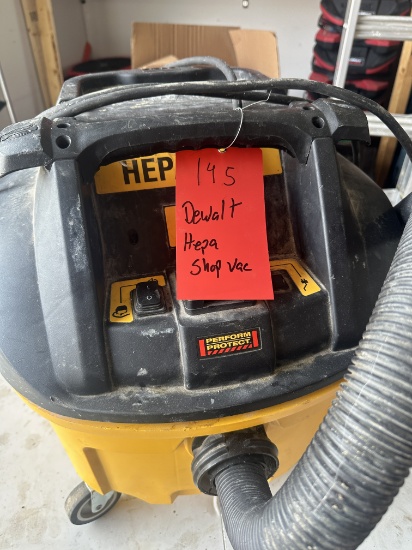 HEP
145
Dewalt
Hepa
Shop Vac
PERFORM
PROTECT